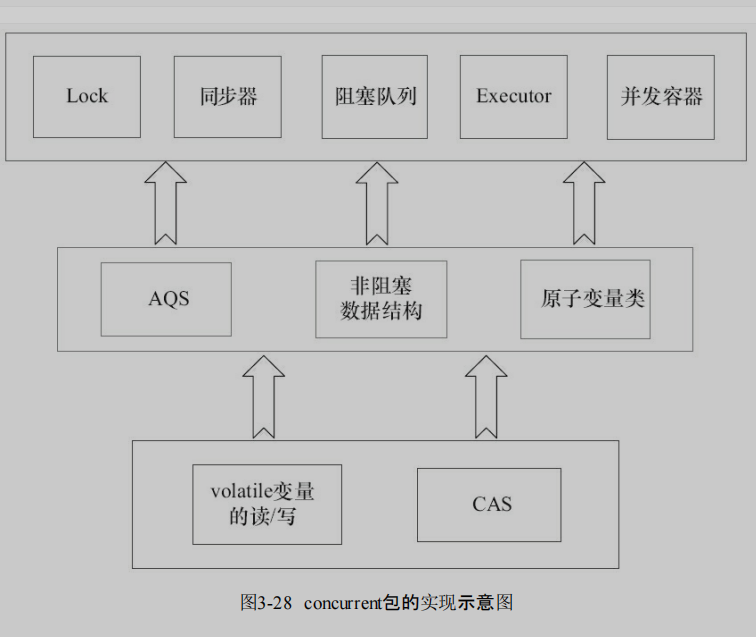 Lock
同步器
阻塞队列
Executor
并发容器
AQS
非阻塞
数据结构
原子变量类
volatile变量
的读/写
CAS
图3-28 concurrent包的实现示意图